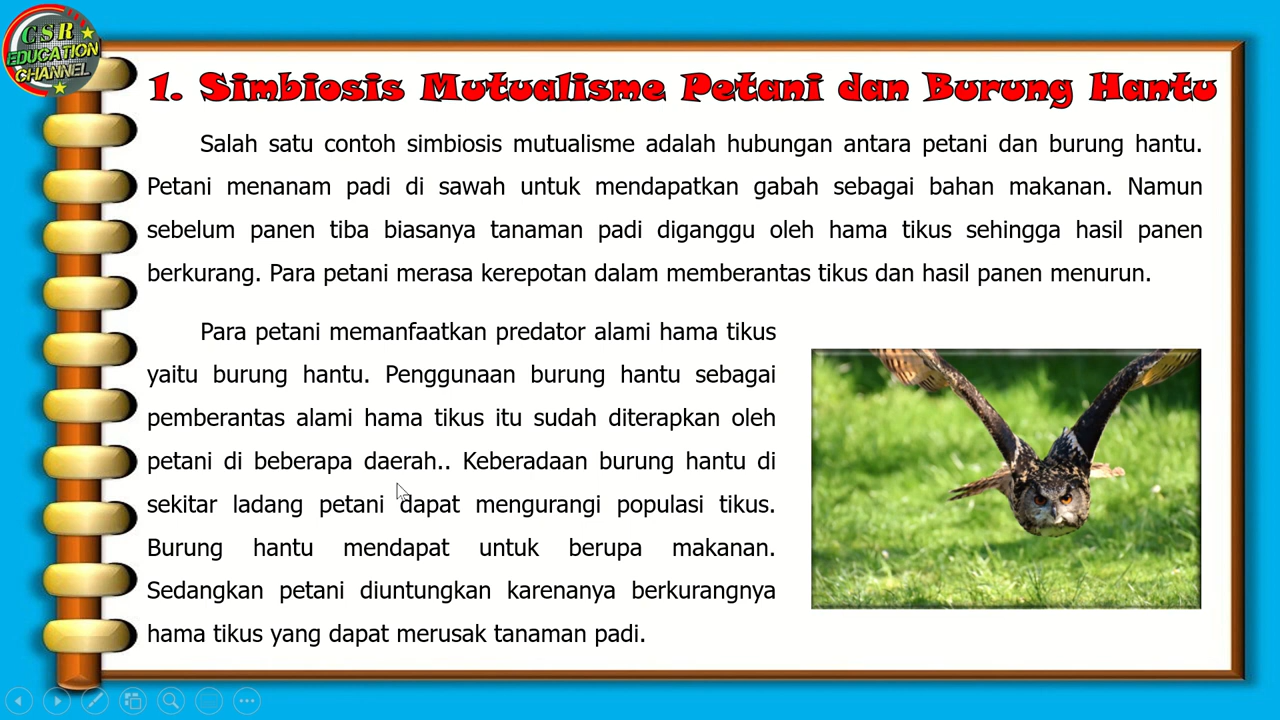 CSR
EDUCATION
CHANNEL
1. Simbiosis Mutualisme Petani dan Burung Hantu
Salah satu contoh simbiosis mutualisme adalah hubungan antara petani dan burung hantu.
Petani menanam padi di sawah untuk mendapatkan gabah sebagai bahan makanan. Namun
sebelum panen tiba biasanya tanaman padi diganggu oleh hama tikus sehingga hasil panen
berkurang. Para petani merasa kerepotan dalam memberantas tikus dan hasil panen menurun.
Para petani memanfaatkan predator alami hama tikus
yaitu burung hantu. Penggunaan burung hantu sebagai
pemberantas alami hama tikus itu sudah diterapkan oleh
petani di beberapa daerah.. Keberadaan burung hantu di
sekitar ladang petani dapat mengurangi populasi tikus.
Burung hantu mendapat untuk berupa makanan.
Sedangkan petani diuntungkan karenanya berkurangnya
hama tikus yang dapat merusak tanaman padi.